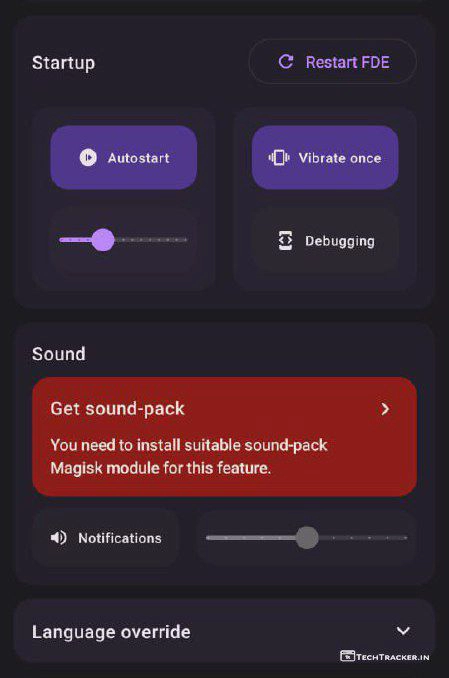 Startup
Restart FDE
Autostart
Vibrate once
Debugging
Sound
Get sound-pack
You need to install suitable sound-pack
Magisk module for this feature.
Notifications
Language override
TECHTRACKER.IN